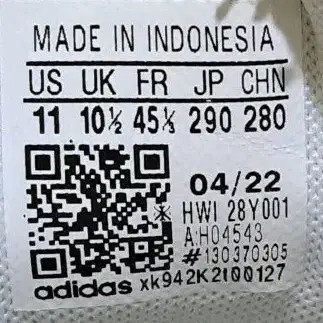 MADE IN INDONESIA
US UK FR JP CHN
11 10½ 45⅓ 290 280
04/22
HWI 28Y001
A:H04543
#130370305
adidas xk942K2t00127